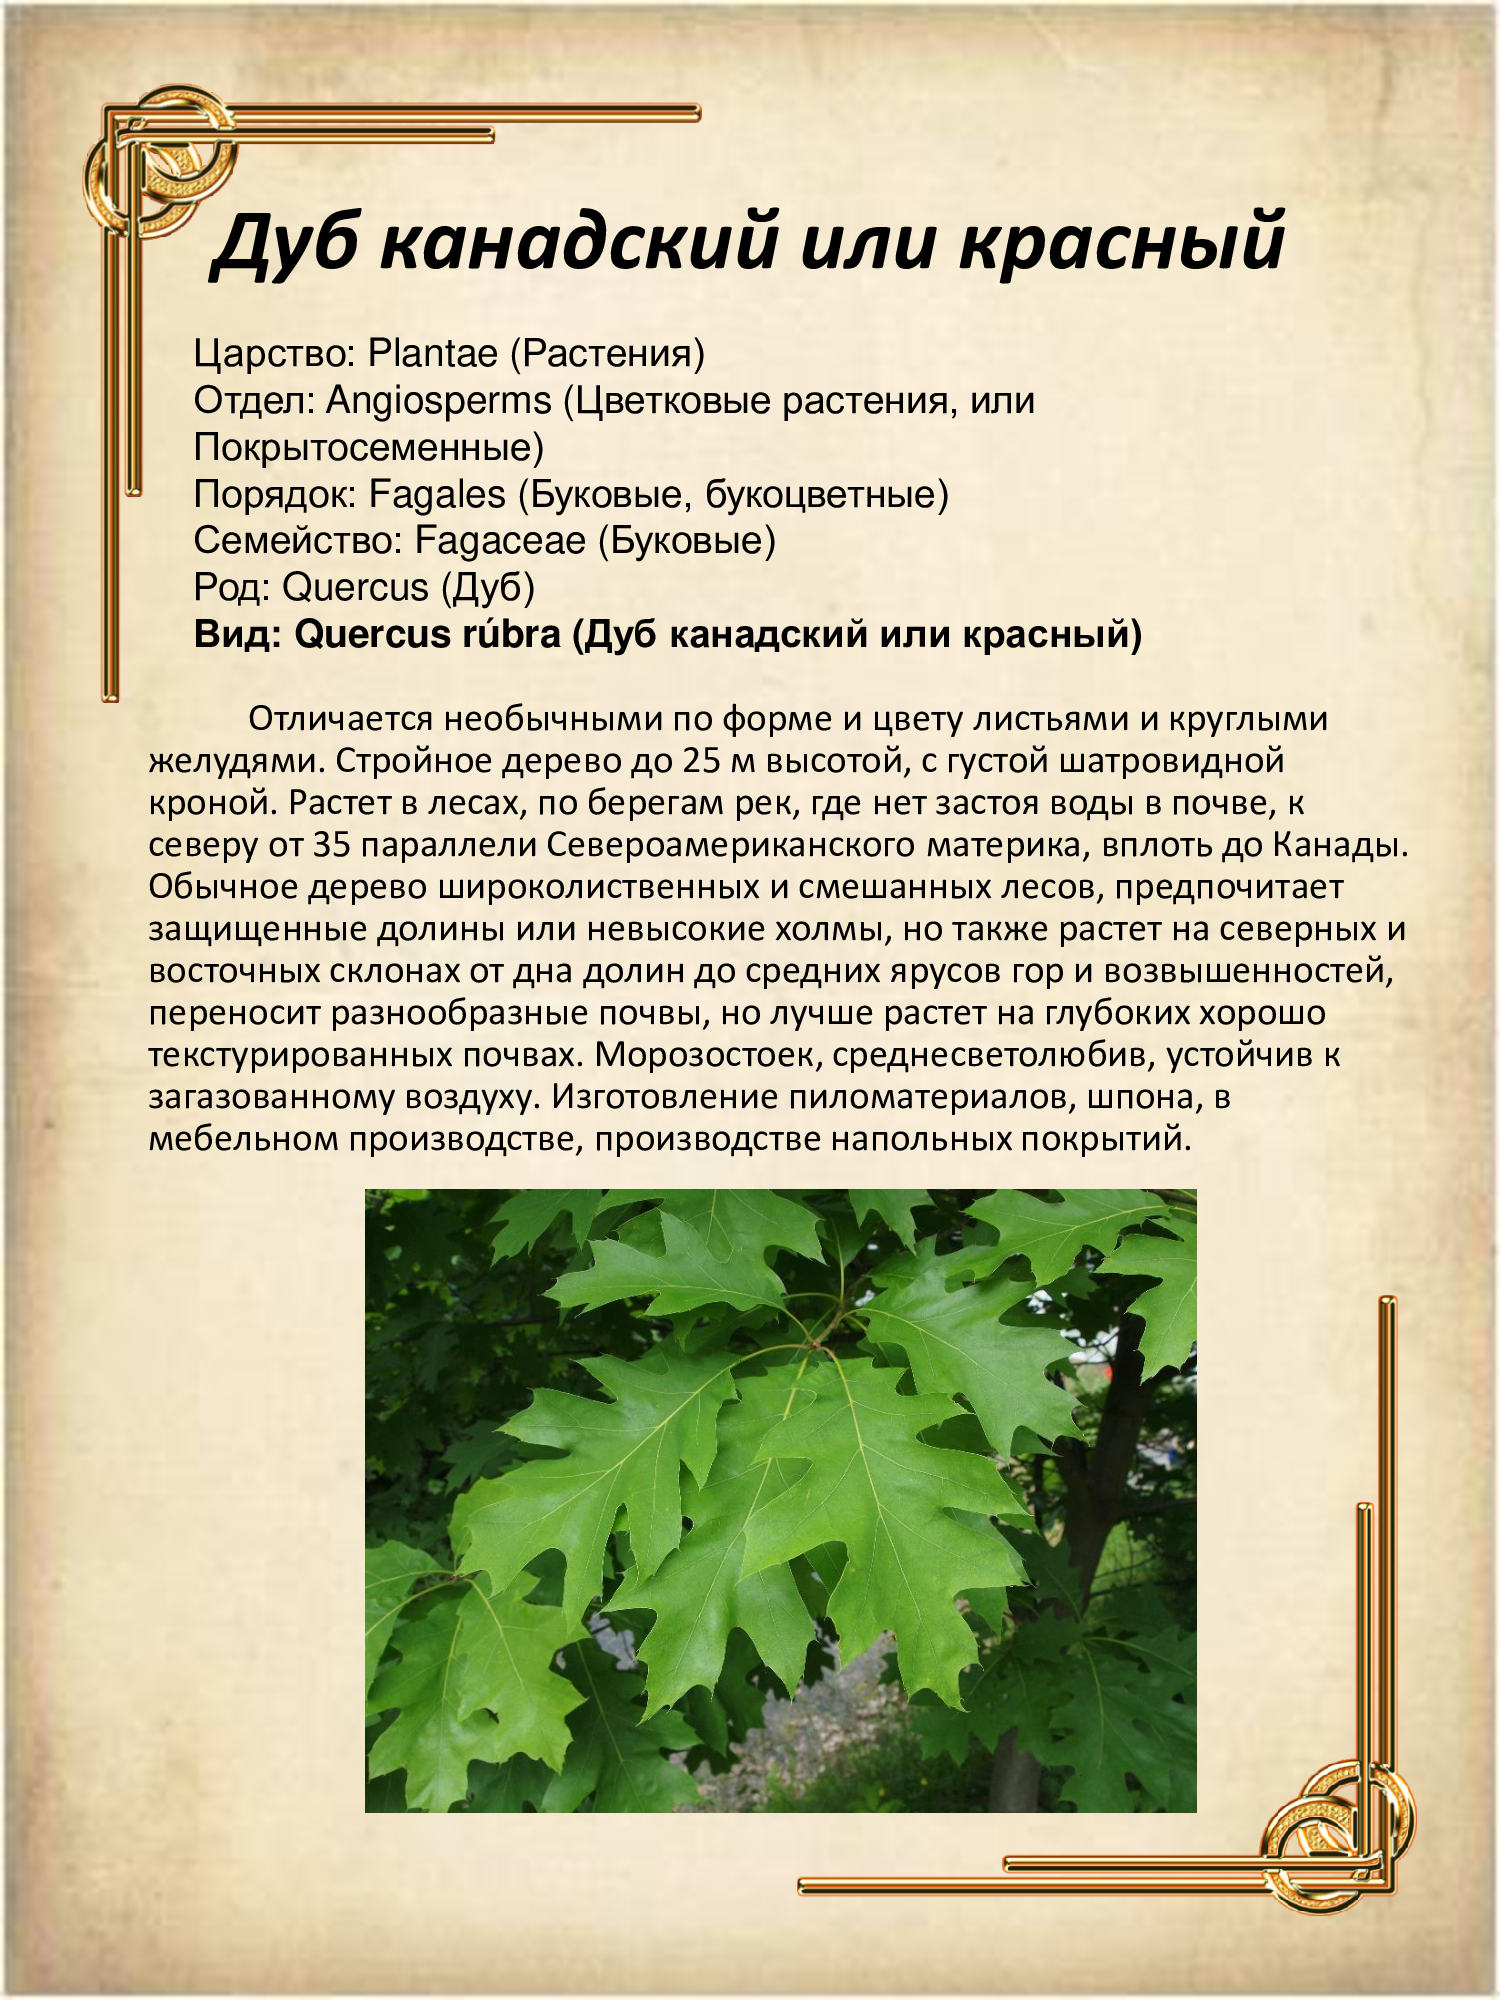 Дуб канадский или красный
Царство: Plantae (Растения)
Отдел: Angiosperms (Цветковые растения, или
Покрытосеменные)
Порядок: Fagales (Буковые, букоцветные)
Семейство: Fagaceae (Буковые)
Род: Quercus (Дуб)
Вид: Quercus rúbra (Дуб канадский или красный)
Отличается необычными по форме и цвету листьями и круглыми
желудями. Стройное дерево до 25 м высотой, с густой шатровидной
кроной. Растет в лесах, по берегам рек, где нет застоя воды в почве, к
северу от 35 параллели Североамериканского материка, вплоть до Канады.
Обычное дерево широколиственных и смешанных лесов, предпочитает
защищенные долины или невысокие холмы, но также растет на северных и
восточных склонах от дна долин до средних ярусов гор и возвышенностей,
переносит разнообразные почвы, но лучше растет на глубоких хорошо
текстурированных почвах. Морозостоек, среднесветолюбив, устойчив к
загазованному воздуху. Изготовление пиломатериалов, шпона, в
мебельном производстве, производстве напольных покрытий.